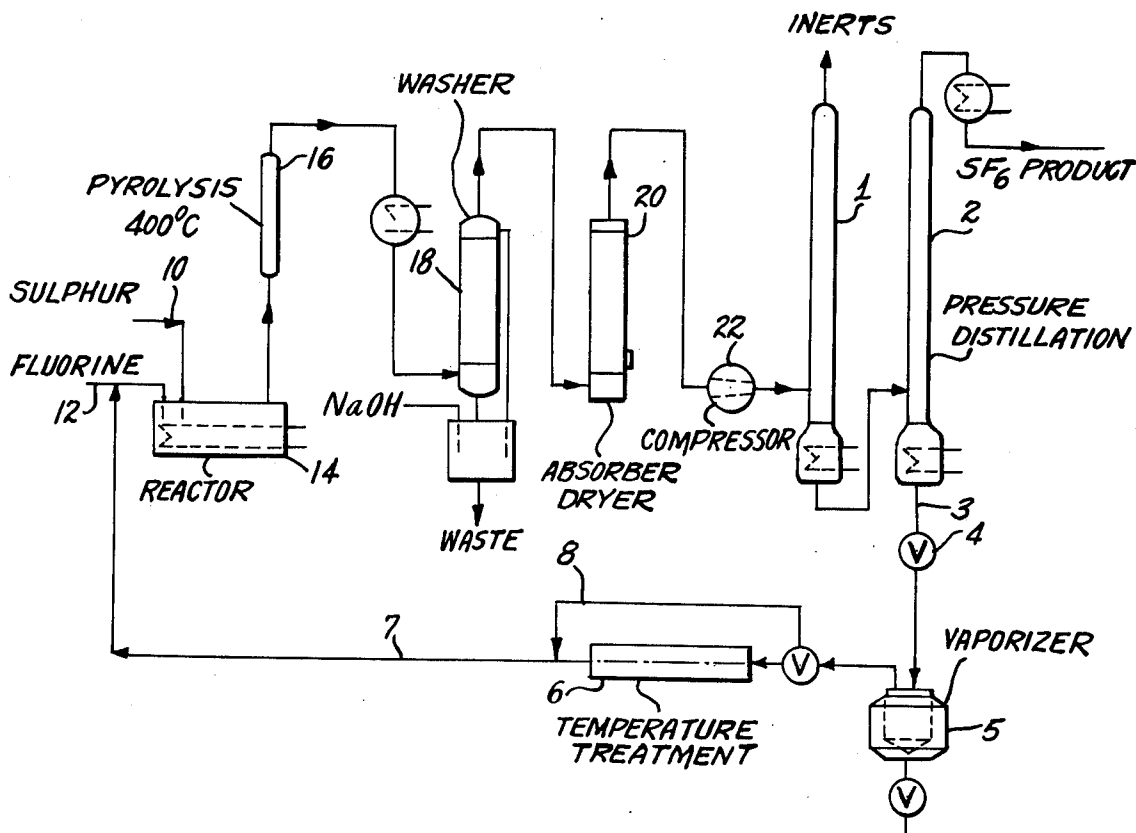 INERTS
WASHER
SF6 PRODUCT
16
PYROLYSIS
400°C
1
20
2
18
10
SULPHUR
PRESSURE
DISTILLATION
22
FLUORINE
12
NaOH
COMPRESSOR
14
REACTOR
ABSORBER
DRYER
3
WASTE
V
4
8
7
VAPORIZER
V
6
5
TEMPERATURE
TREATMENT
V